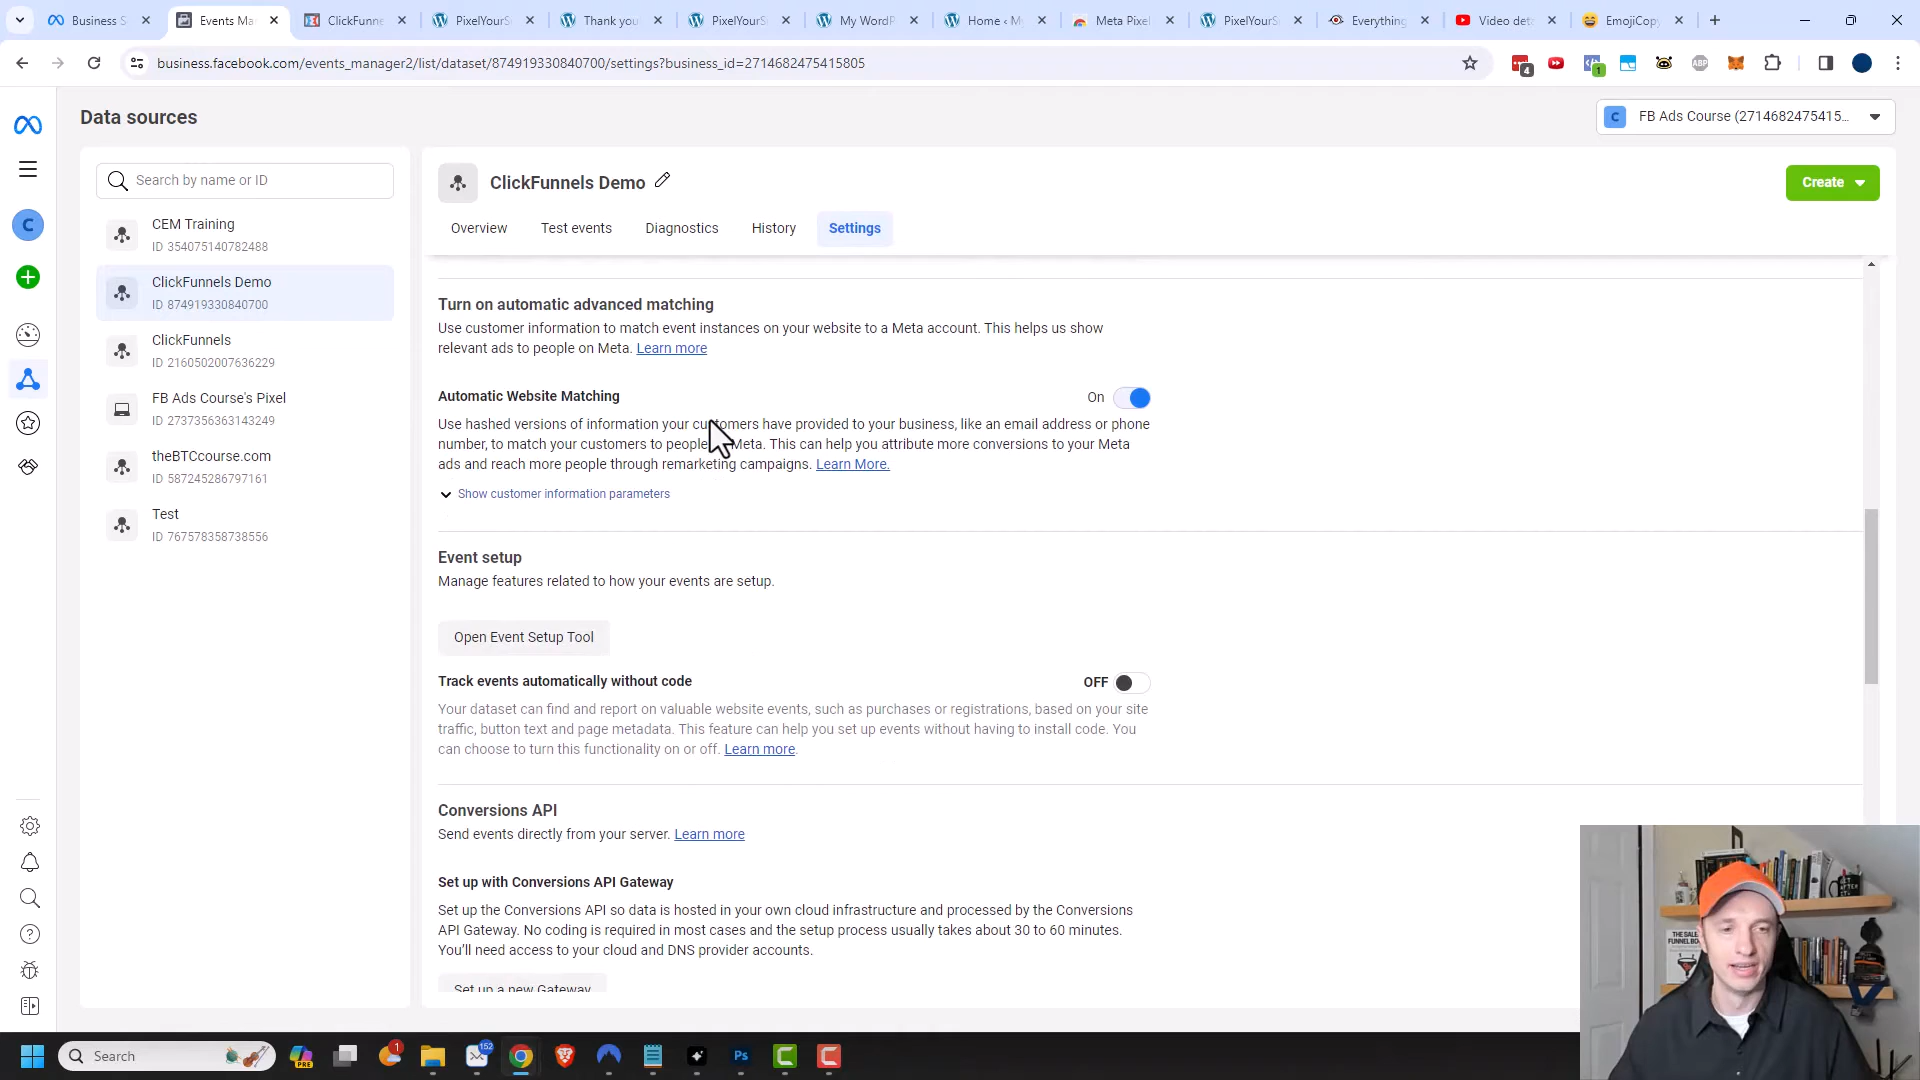 Business S
Events Ma
ClickFunne
PixelYourS
Thank you
PixelYourS
My WordP
Home ‹ My
Meta Pixel
PixelYourS
Everything
Video det
EmojiCopy
business.facebook.com/events_manager2/list/dataset/874919330840700/settings?business_id=2714682475415805
4
1
ABP
Data sources
C FB Ads Course (2714682475415...
Search by name or ID
ClickFunnels Demo
Create
Overview Test events Diagnostics History Settings
C
CEM Training
ID 354075140782488
ClickFunnels Demo
ID 874919330840700
ClickFunnels
ID 2160502007636229
FB Ads Course's Pixel
ID 2737356363143249
theBTCcourse.com
ID 587245286797161
Test
ID 767578358738556
Turn on automatic advanced matching
Use customer information to match event instances on your website to a Meta account. This helps us show
relevant ads to people on Meta. Learn more
Automatic Website Matching
On
Use hashed versions of information your customers have provided to your business, like an email address or phone
number, to match your customers to people Meta. This can help you attribute more conversions to your Meta
ads and reach more people through remarketing campaigns. Learn More.
Show customer information parameters
Event setup
Manage features related to how your events are setup.
Open Event Setup Tool
Track events automatically without code
OFF
Your dataset can find and report on valuable website events, such as purchases or registrations, based on your site
traffic, button text and page metadata. This feature can help you set up events without having to install code. You
can choose to turn this functionality on or off. Learn more.
Conversions API
Send events directly from your server. Learn more
Set up with Conversions API Gateway
Set up the Conversions API so data is hosted in your own cloud infrastructure and processed by the Conversions
API Gateway. No coding is required in most cases and the setup process usually takes about 30 to 60 minutes.
You'll need access to your cloud and DNS provider accounts.
Set up a new Gateway
Search
PRE
1
152
Ps
C
C